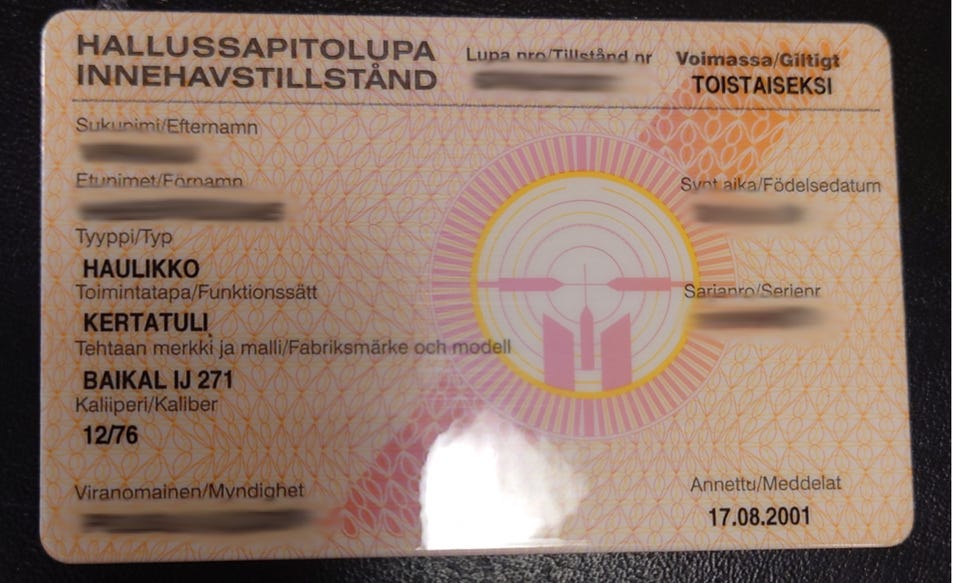 HALLUSSAPITOLUPA
INNEHAVSTILLSTÅND
Lupa nro/Tillstånd nr
Voimassa/Giltigt
TOISTAISEKSI
Sukunimi/Efternamn
Etunimet/Förnamn
Synt.aika/Födelsedatum
Tyyppi/Typ
HAULIKKO
Toimintatapa/Funktionssätt
Sarjanro/Serienr
KERTATULI
Tehtaan merkki ja malli/Fabriksmärke och modell
BAIKAL IJ 271
Kaliiperi/Kaliber
12/76
Viranomainen/Myndighet
Annettu/Meddelat
17.08.2001